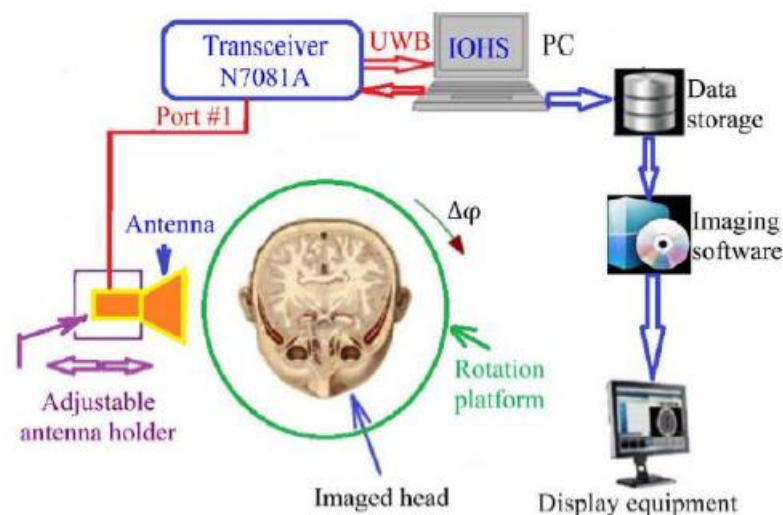 Transceiver
N7081A
UWB
IOHS
PC
Port #1
Data
storage
Antenna
Δφ
Imaging
software
Rotation
platform
Adjustable
antenna holder
Imaged head
Display equipment